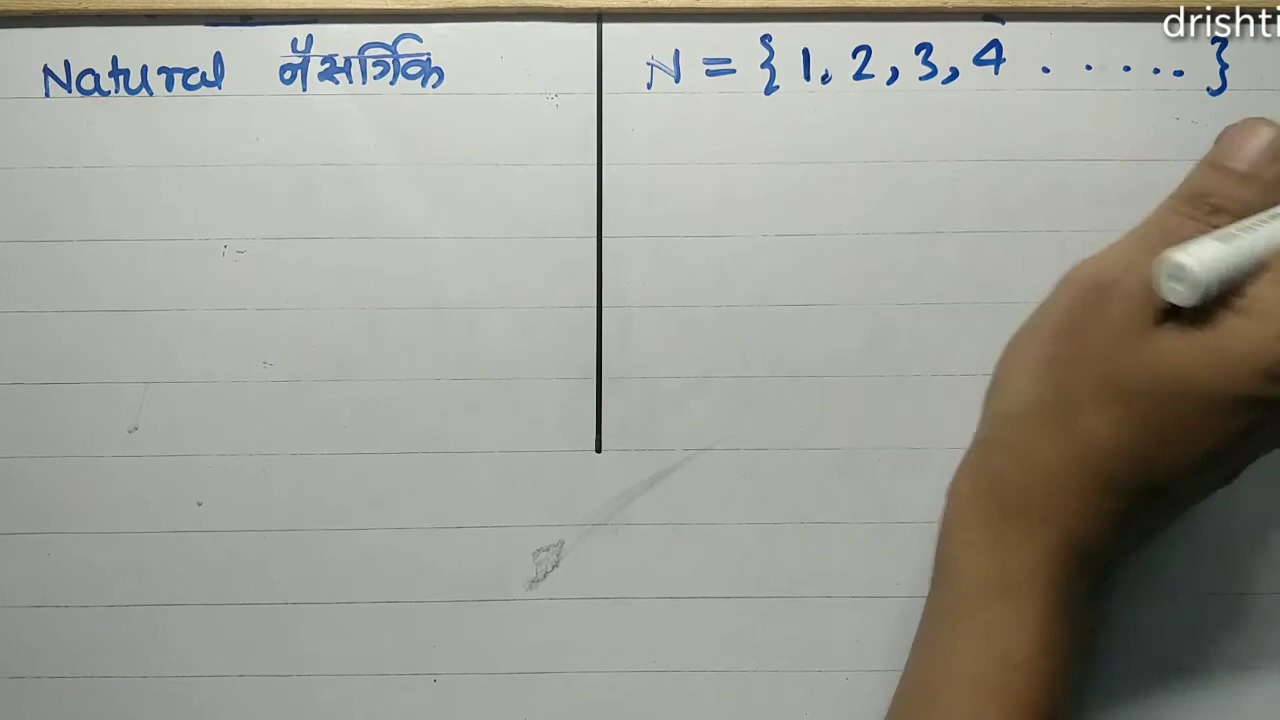 drishti
Natural नैसर्गिक
N = { 1, 2, 3, 4 . . . . . . }